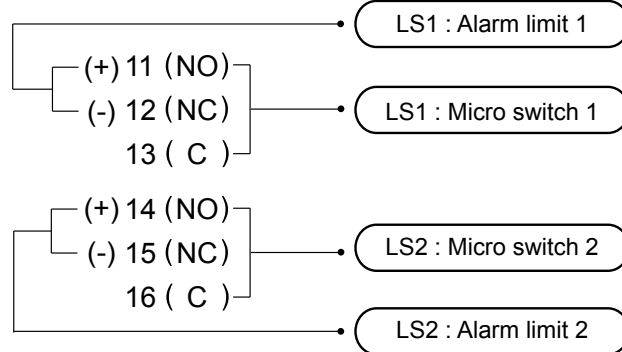 LS1 : Alarm limit 1
(+) 11 (NO)
(-) 12 (NC)
LS1 : Micro switch 1
13 ( C )
(+) 14 (NO)
(-) 15 (NC)
LS2 : Micro switch 2
16 ( C )
LS2 : Alarm limit 2